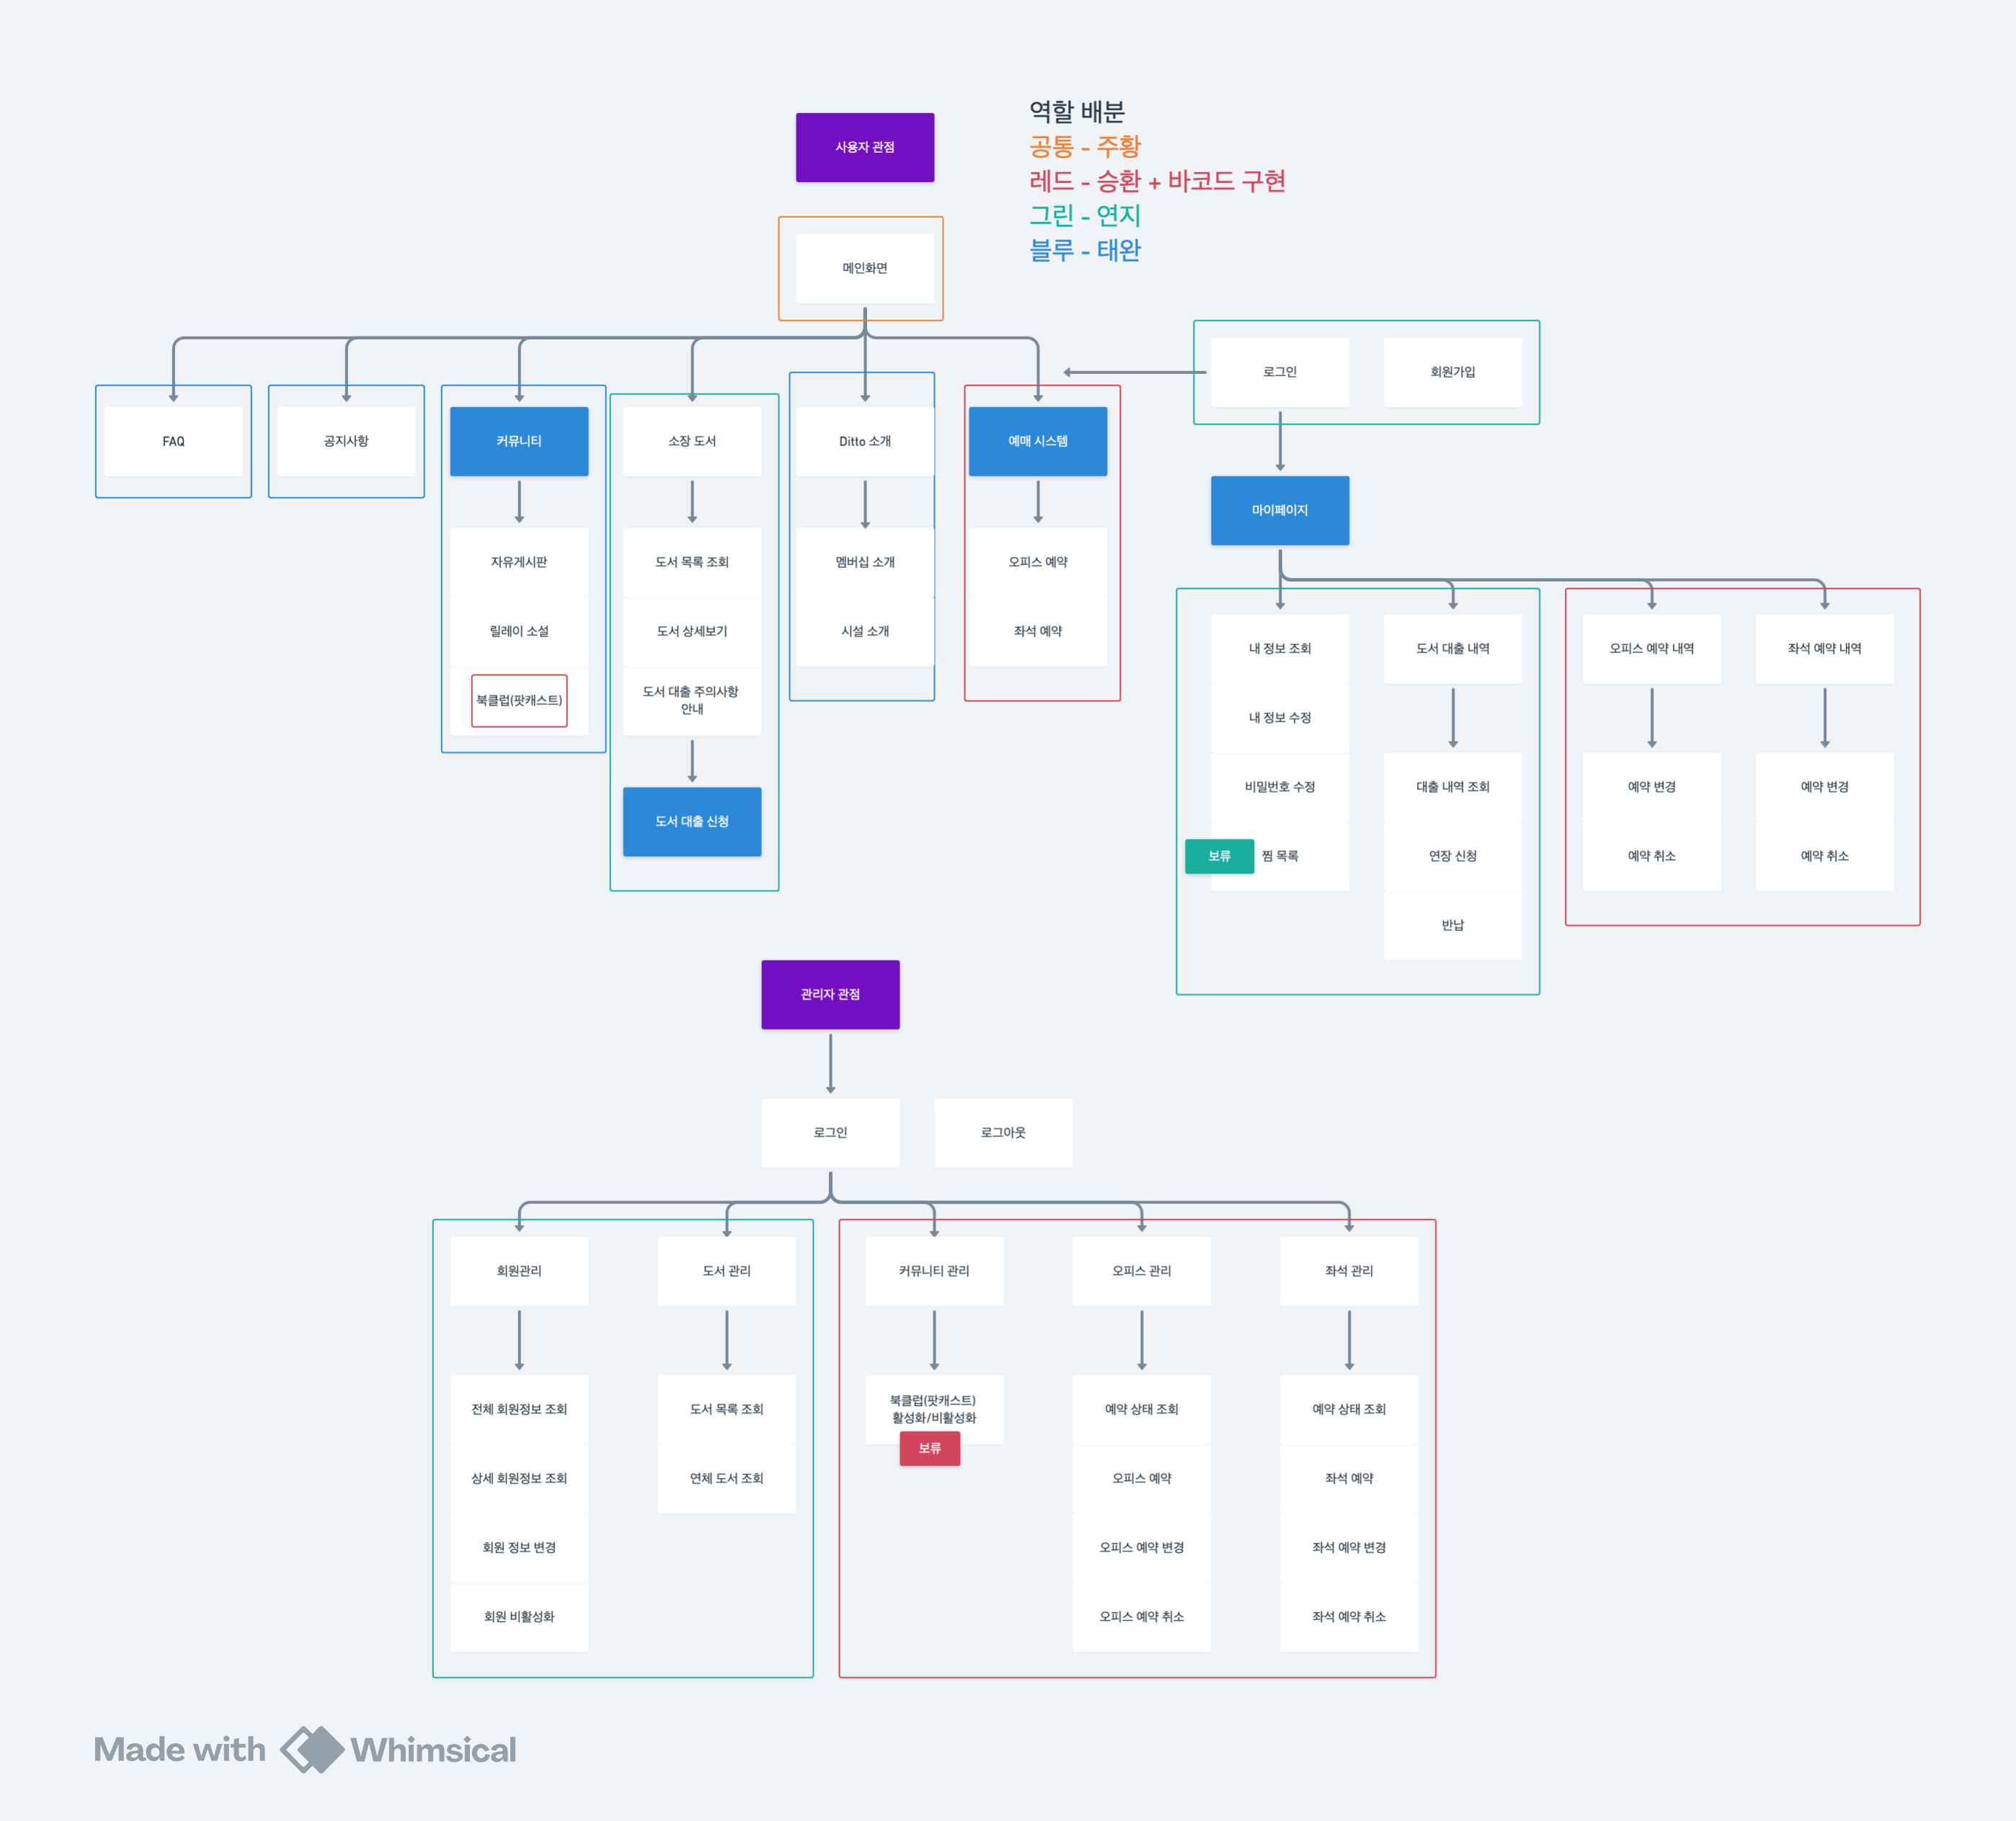 사용자 관점
역할 배분
공통 - 주황
레드 - 승환 + 바코드 구현
그린 - 연지
블루 - 태완
메인화면
로그인
회원가입
FAQ
공지사항
커뮤니티
소장 도서
Ditto 소개
예매 시스템
마이페이지
자유게시판
도서 목록 조회
멤버십 소개
오피스 예약
릴레이 소설
도서 상세보기
시설 소개
좌석 예약
북클럽(팟캐스트)
도서 대출 주의사항
안내
도서 대출 신청
내 정보 조회
도서 대출 내역
오피스 예약 내역
좌석 예약 내역
내 정보 수정
비밀번호 수정
대출 내역 조회
예약 변경
예약 변경
보류
찜 목록
연장 신청
예약 취소
예약 취소
반납
관리자 관점
로그인
로그아웃
회원관리
도서 관리
커뮤니티 관리
오피스 관리
좌석 관리
전체 회원정보 조회
도서 목록 조회
북클럽(팟캐스트)
활성화/비활성화
보류
예약 상태 조회
예약 상태 조회
상세 회원정보 조회
연체 도서 조회
오피스 예약
좌석 예약
회원 정보 변경
오피스 예약 변경
좌석 예약 변경
회원 비활성화
오피스 예약 취소
좌석 예약 취소
Made with Whimsical